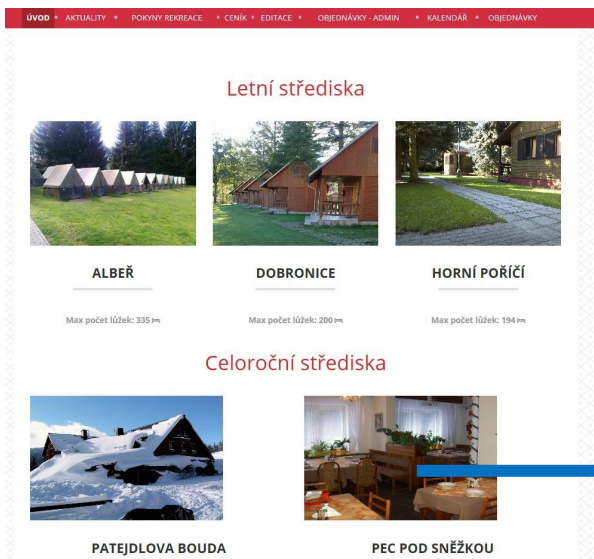 ÚVOD AKTUALITY POKYNY REKREACE CENÍK EDITACE OBJEDNÁVKY - ADMIN KALENDÁŘ OBJEDNÁVKY
Letní střediska
ALBEŘ DOBRONICE HORNÍ POŘÍČÍ
Max počet lůžek: 335 Max počet lůžek: 200 Max počet lůžek: 194
Celoroční střediska
PATEJDLOVA BOUDA PEC POD SNĚŽKOU